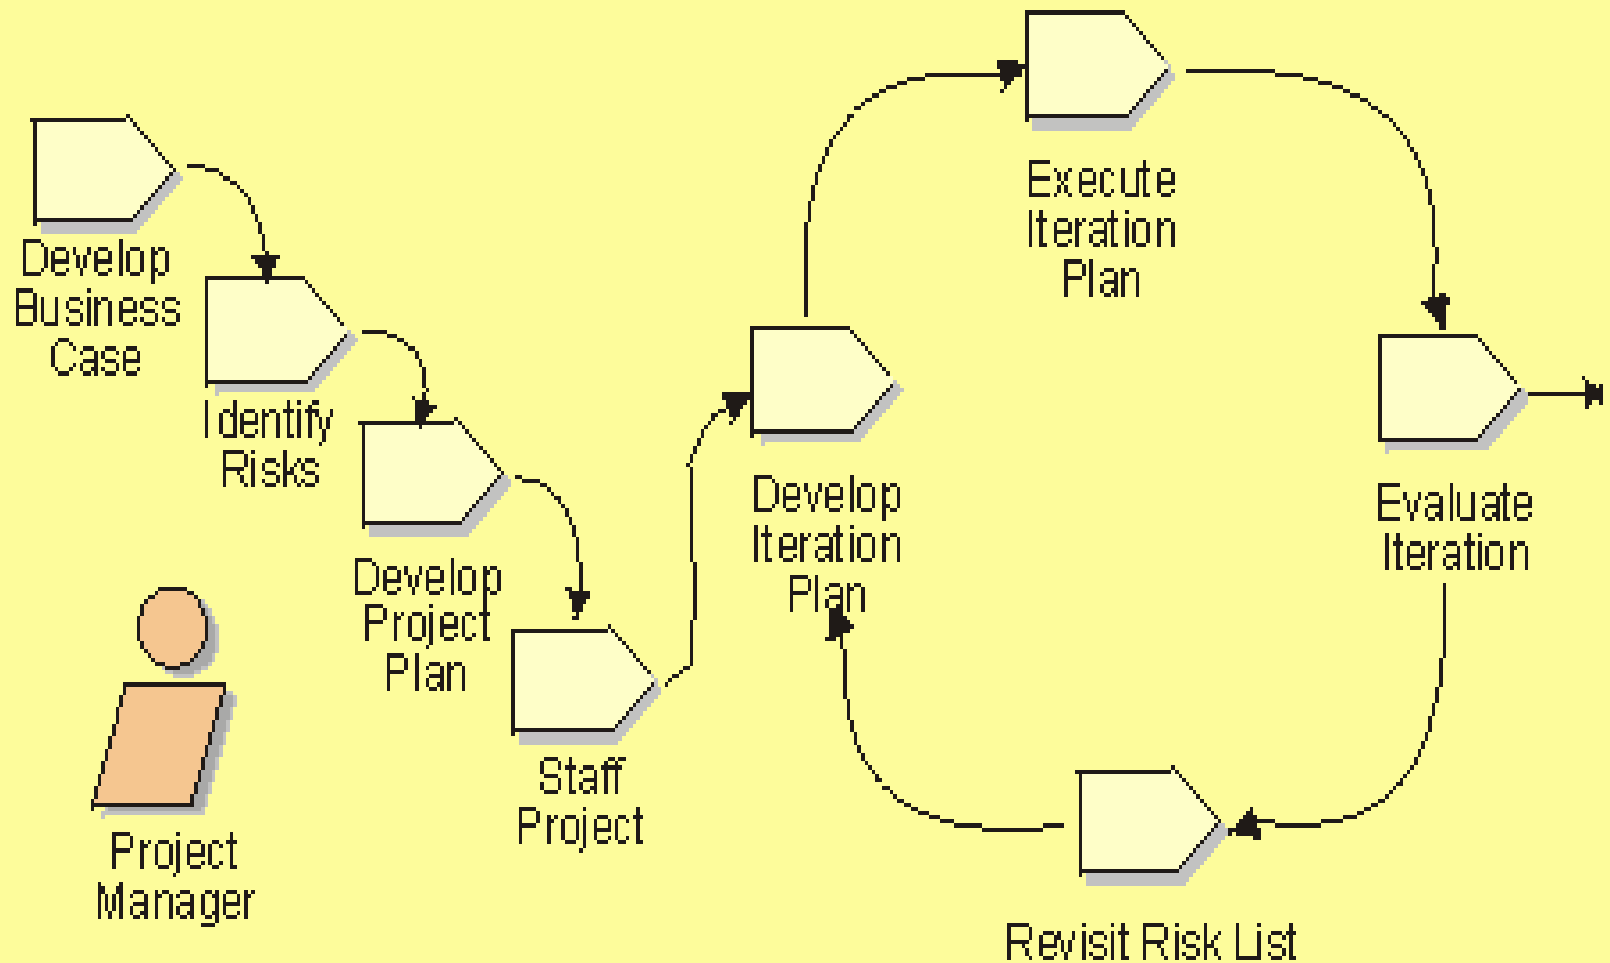 Develop
Business
Case
Identify
Risks
Develop
Project
Plan
Staff
Project
Develop
Iteration
Plan
Execute
Iteration
Plan
Evaluate
Iteration
Revisit Risk List
Project
Manager